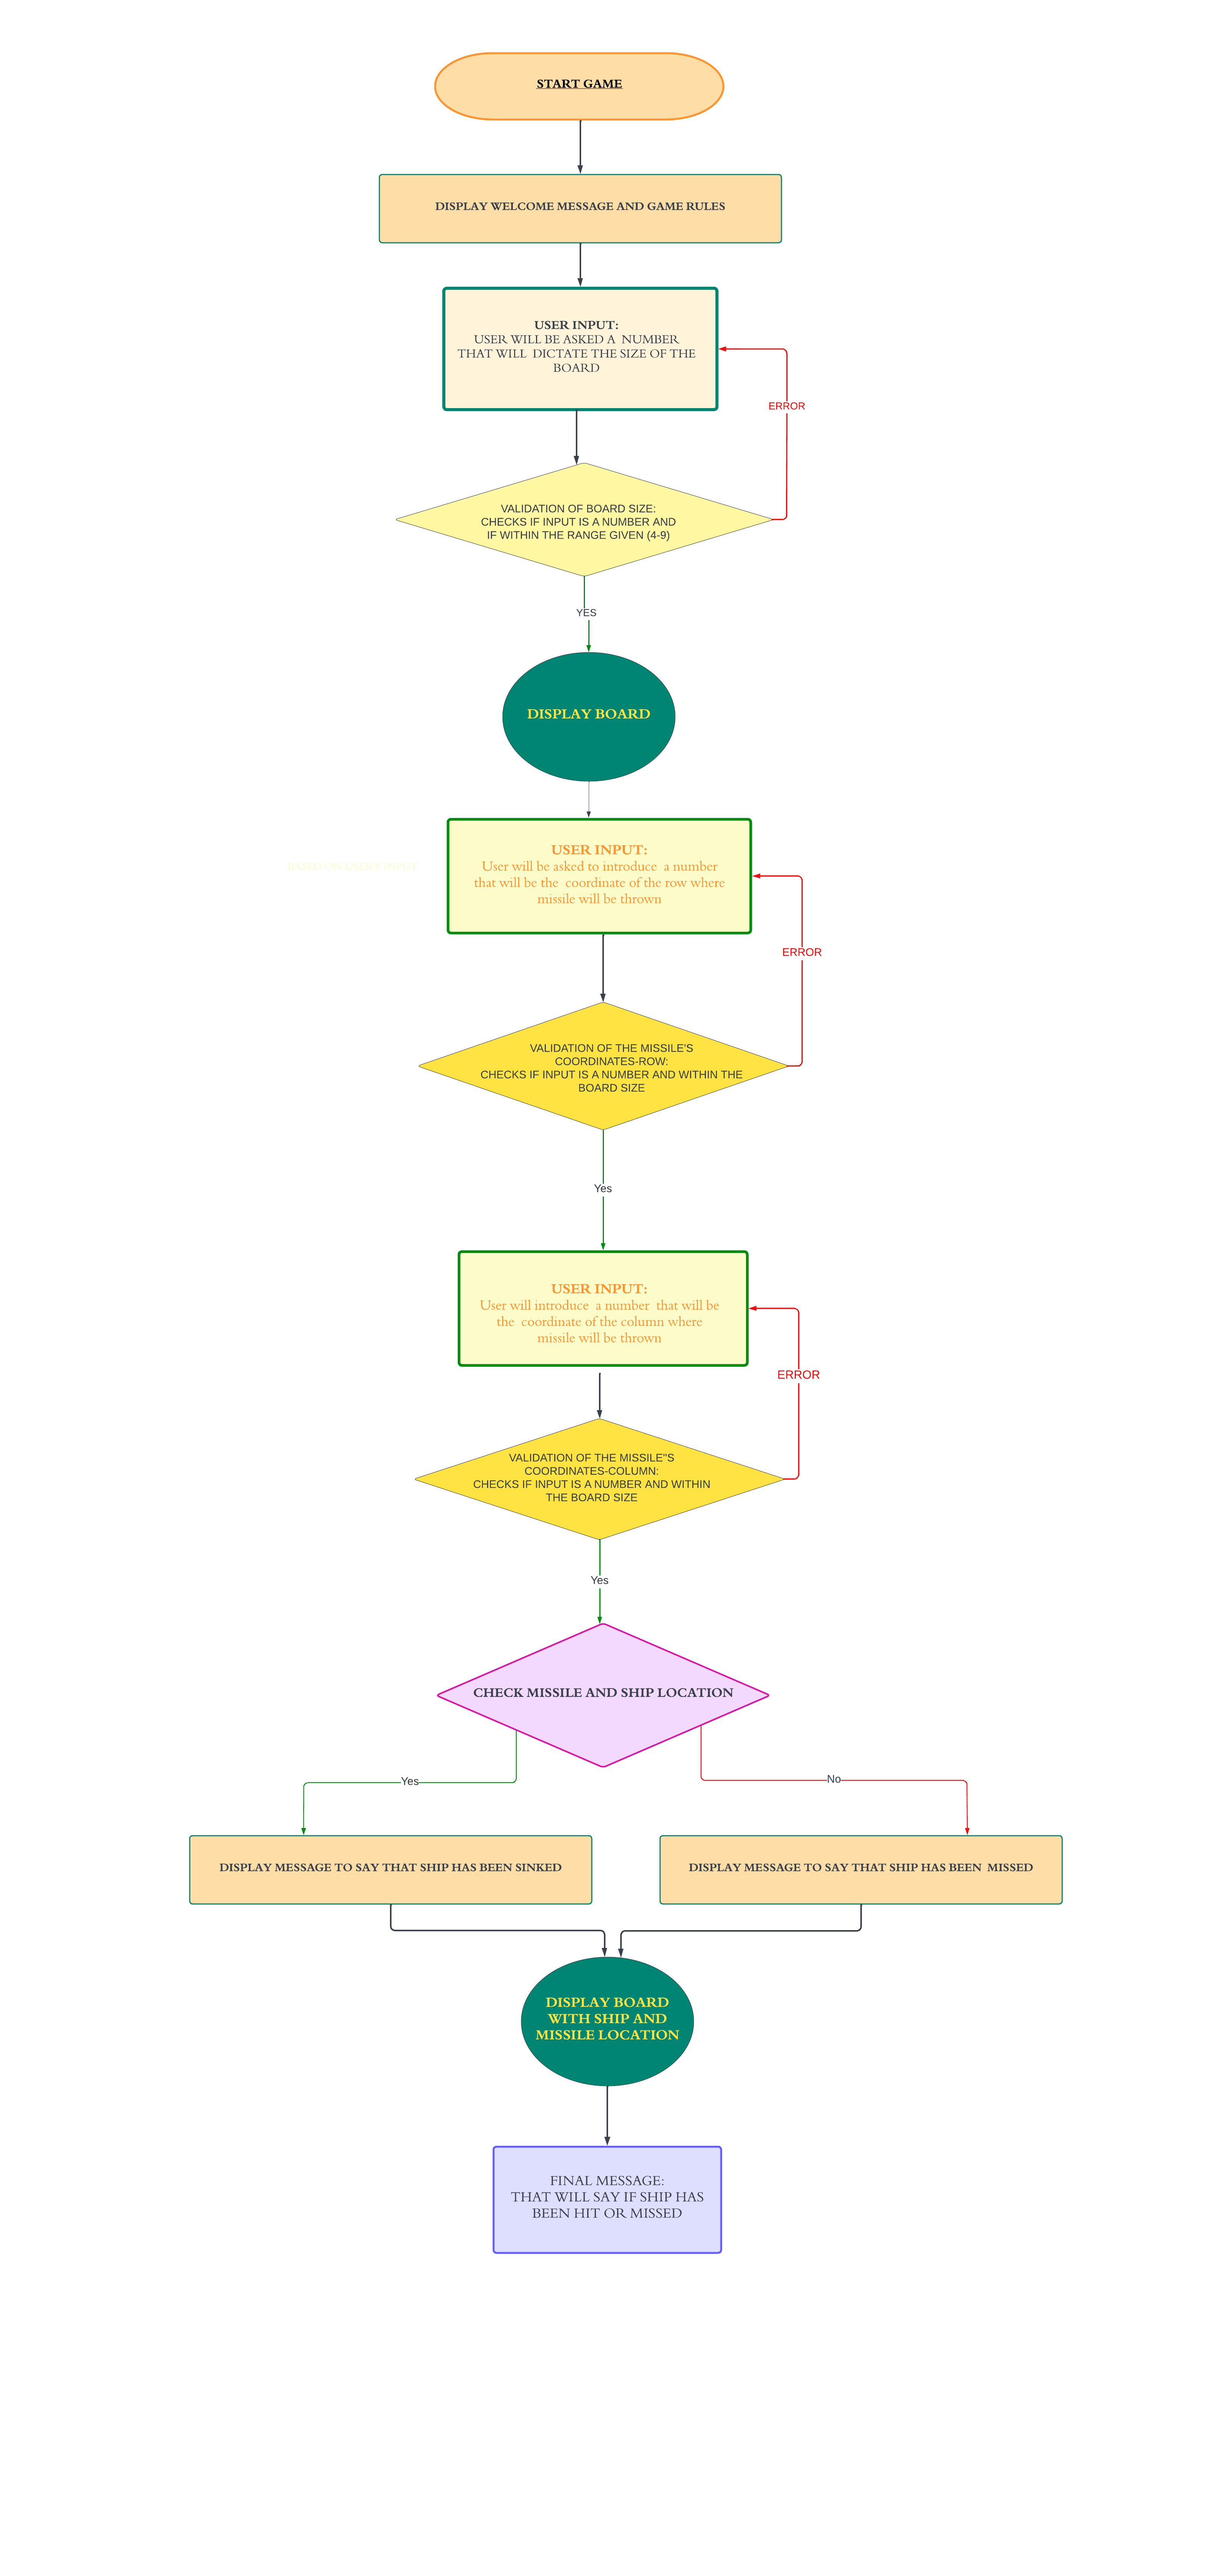 START GAME
DISPLAY WELCOME MESSAGE AND GAME RULES
USER INPUT:
USER WILL BE ASKED A NUMBER
THAT WILL DICTATE THE SIZE OF THE
BOARD
ERROR
VALIDATION OF BOARD SIZE:
CHECKS IF INPUT IS A NUMBER AND
IF WITHIN THE RANGE GIVEN (4-9)
YES
DISPLAY BOARD
USER INPUT:
User will be asked to introduce a number
that will be the coordinate of the row where
missile will be thrown
ERROR
VALIDATION OF THE MISSILE'S
COORDINATES-ROW:
CHECKS IF INPUT IS A NUMBER AND WITHIN THE
BOARD SIZE
Yes
USER INPUT:
User will introduce a number that will be
the coordinate of the column where
missile will be thrown
ERROR
VALIDATION OF THE MISSILE"S
COORDINATES-COLUMN:
CHECKS IF INPUT IS A NUMBER AND WITHIN
THE BOARD SIZE
Yes
CHECK MISSILE AND SHIP LOCATION
Yes
No
DISPLAY MESSAGE TO SAY THAT SHIP HAS BEEN SINKED
DISPLAY MESSAGE TO SAY THAT SHIP HAS BEEN MISSED
DISPLAY BOARD
WITH SHIP AND
MISSILE LOCATION
FINAL MESSAGE:
THAT WILL SAY IF SHIP HAS
BEEN HIT OR MISSED